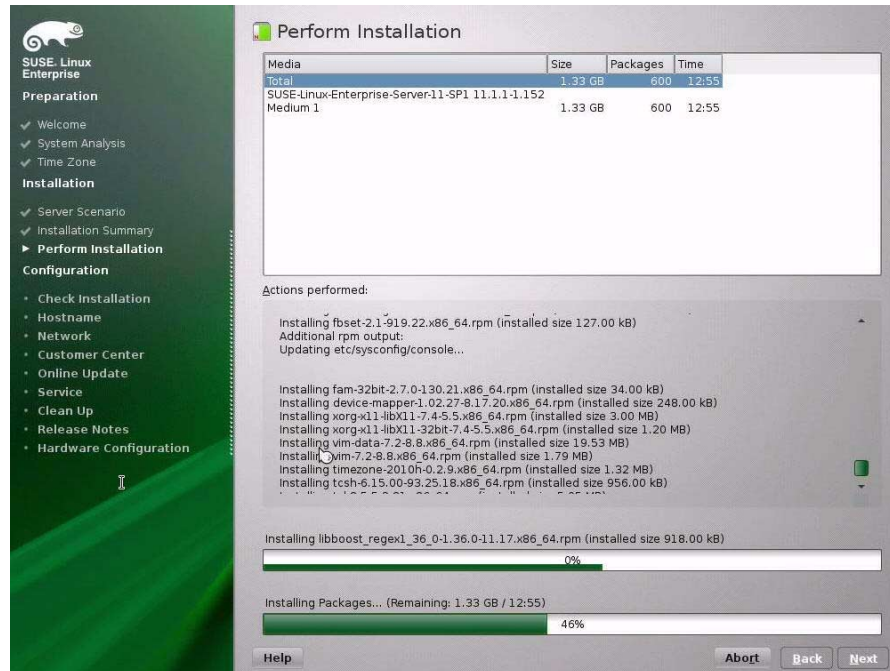 SUSE. Linux
Enterprise
Preparation
Welcome
System Analysis
Time Zone
Installation
Server Scenario
Installation Summary
Perform Installation
Configuration
Check Installation
Hostname
Network
Customer Center
Online Update
Service
Clean Up
Release Notes
Hardware Configuration
Perform Installation
Media Size Packages Time
Total 1.33 GB 600 12:55
SUSE-Linux-Enterprise-Server-11-SP1 11.1.1-1.152
Medium 1 1.33 GB 600 12:55
Actions performed:
Installing fbset-2.1-919.22.x86_64.rpm (installed size 127.00 kB)
Additional rpm output:
Updating etc/sysconfig/console...
Installing fam-32bit-2.7.0-130.21.x86_64.rpm (installed size 34.00 kB)
Installing device-mapper-1.02.27-8.17.20.x86_64.rpm (installed size 248.00 kB)
Installing xorg-x11-libX11-7.4-5.5.x86_64.rpm (installed size 3.00 MB)
Installing xorg-x11-libX11-32bit-7.4-5.5.x86_64.rpm (installed size 1.20 MB)
Installing vim-data-7.2-8.8.x86_64.rpm (installed size 19.53 MB)
Installing vim-7.2-8.8.x86_64.rpm (installed size 1.79 MB)
Installing timezone-2010h-0.2.9.x86_64.rpm (installed size 1.32 MB)
Installing tcsh-6.15.00-93.25.18.x86_64.rpm (installed size 956.00 kB)
Installing libboost_regex1_36_0-1.36.0-11.17.x86_64.rpm (installed size 918.00 kB)
0%
Installing Packages... (Remaining: 1.33 GB / 12:55)
46%
Help Abort Back Next